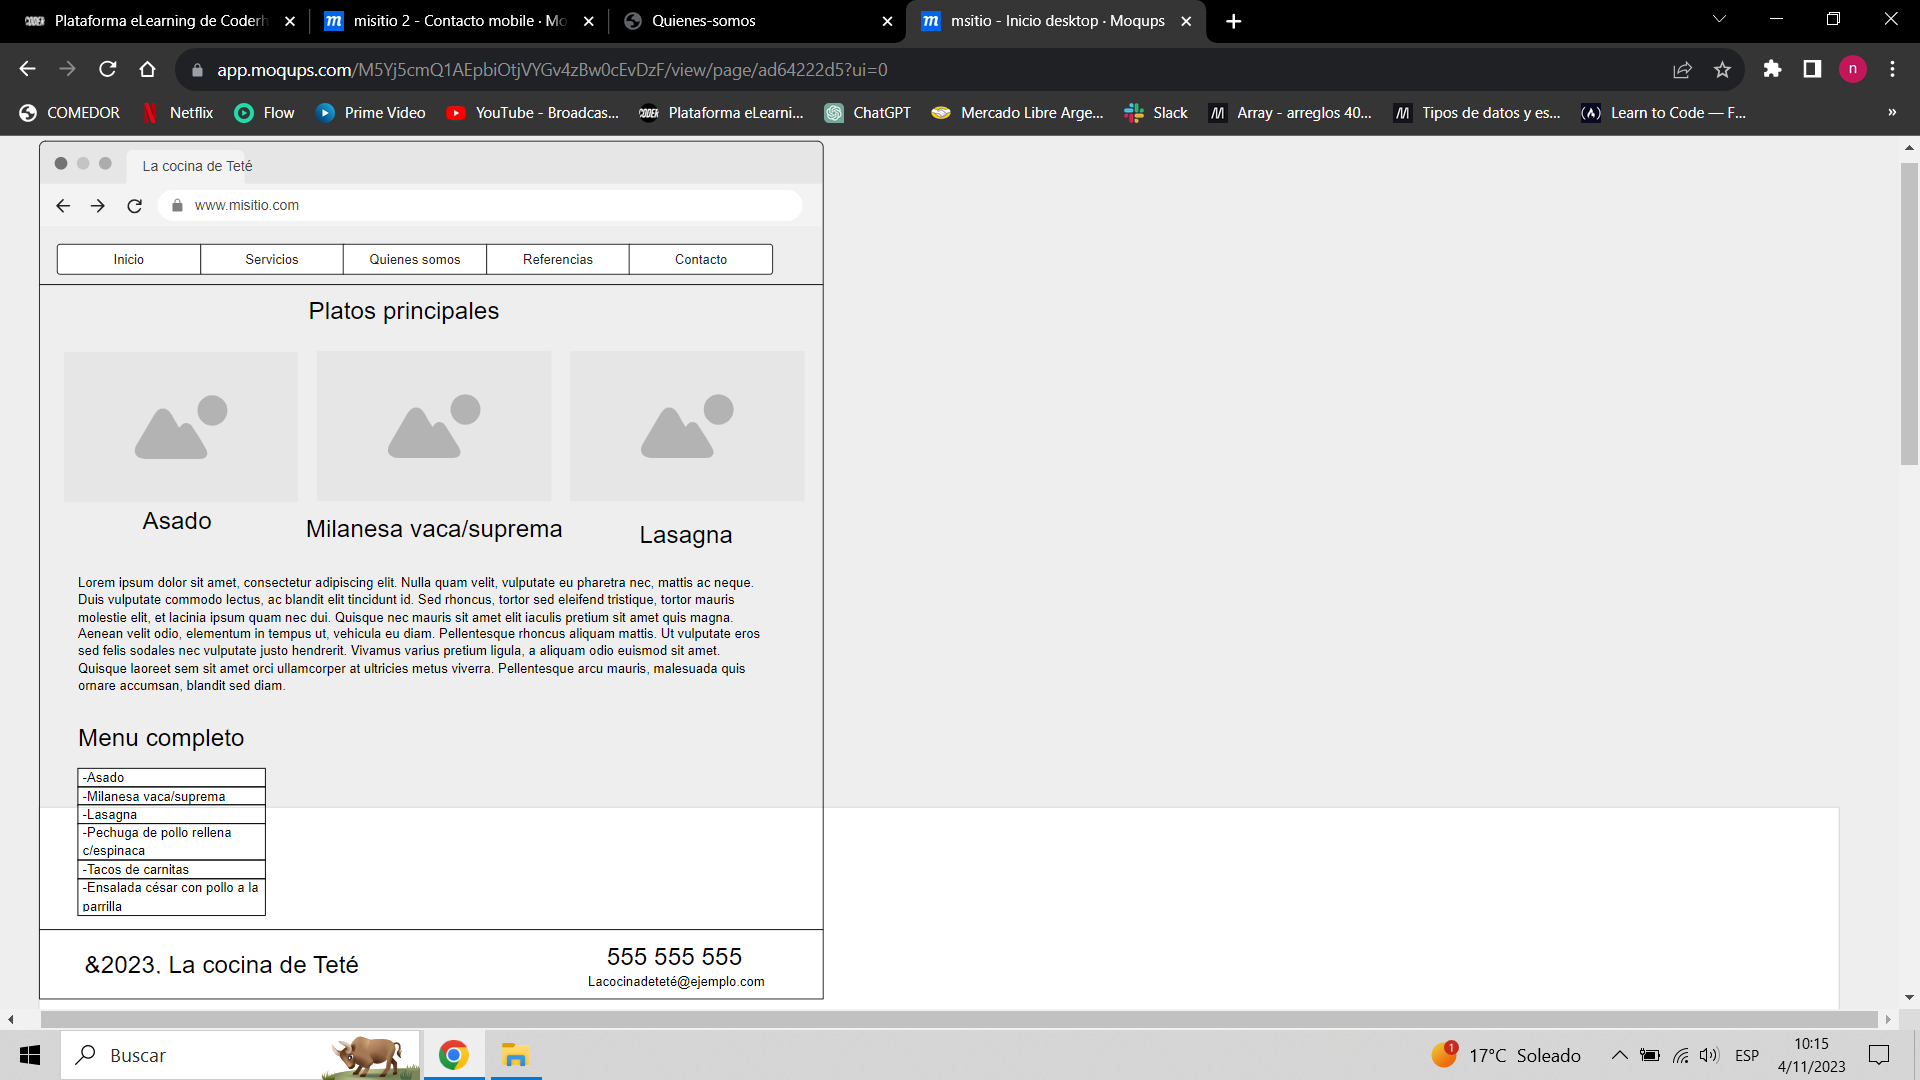 Plataforma eLearning de Coderh
misitio 2 - Contacto mobile · Mo
Quienes-somos
msitio - Inicio desktop · Moqups
app.moqups.com/M5Yj5cmQ1AEpbiOtjVYGv4zBw0cEvDzF/view/page/ad64222d5?ui=0
n
COMEDOR
Netflix
Flow
Prime Video
YouTube - Broadcas...
Plataforma eLearni...
ChatGPT
Mercado Libre Arge...
Slack
Array - arreglos 40...
Tipos de datos y es...
Learn to Code — F...
»
La cocina de Teté
www.misitio.com
Inicio
Servicios
Quienes somos
Referencias
Contacto
Platos principales
Asado
Milanesa vaca/suprema
Lasagna
Lorem ipsum dolor sit amet, consectetur adipiscing elit. Nulla quam velit, vulputate eu pharetra nec, mattis ac neque.
Duis vulputate commodo lectus, ac blandit elit tincidunt id. Sed rhoncus, tortor sed eleifend tristique, tortor mauris
molestie elit, et lacinia ipsum quam nec dui. Quisque nec mauris sit amet elit iaculis pretium sit amet quis magna.
Aenean velit odio, elementum in tempus ut, vehicula eu diam. Pellentesque rhoncus aliquam mattis. Ut vulputate eros
sed felis sodales nec vulputate justo hendrerit. Vivamus varius pretium ligula, a aliquam odio euismod sit amet.
Quisque laoreet sem sit amet orci ullamcorper at ultricies metus viverra. Pellentesque arcu mauris, malesuada quis
ornare accumsan, blandit sed diam.
Menu completo
-Asado
-Milanesa vaca/suprema
-Lasagna
-Pechuga de pollo rellena
c/espinaca
-Tacos de carnitas
-Ensalada césar con pollo a la
parrilla
&2023. La cocina de Teté
555 555 555
Lacocinadeteté@ejemplo.com
Buscar
1
17°C Soleado
ESP
10:15
4/11/2023